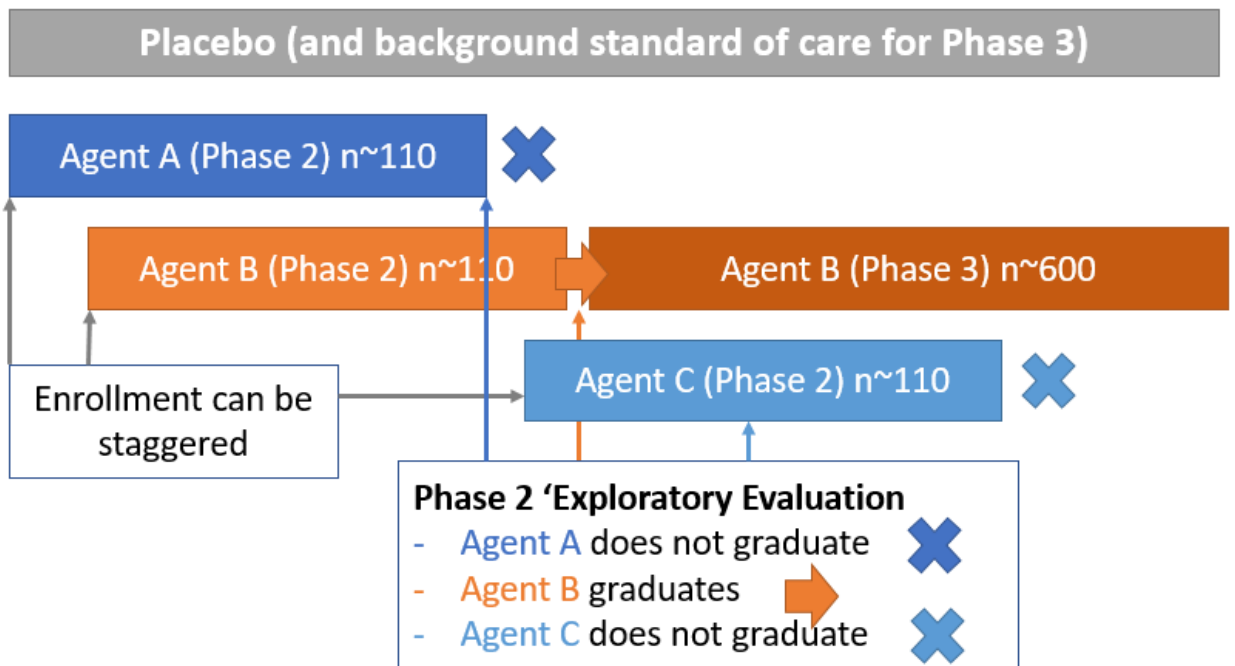 Placebo (and background standard of care for Phase 3)
Agent A (Phase 2) n~110
Agent B (Phase 2) n~110
Agent B (Phase 3) n~600
Agent C (Phase 2) n~110
Enrollment can be
staggered
Phase 2 ‘Exploratory Evaluation
- Agent A does not graduate
- Agent B graduates
- Agent C does not graduate